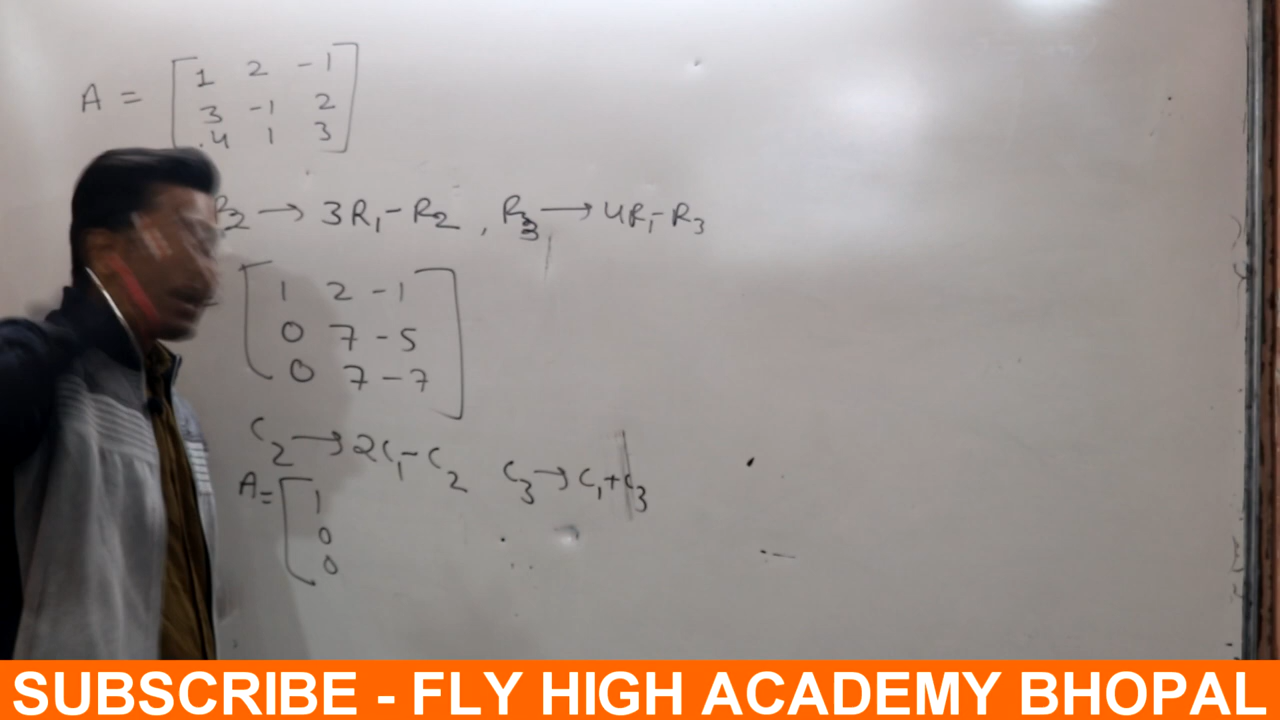 A = [ 1 2 -1
3 -1 2
4 1 3 ]
R2 → 3R1 - R2 , R3 → 4R1 - R3
[ 1 2 -1
0 7 -5
0 7 -7 ]
C2 → 2C1 - C2 C3 → C1 + C3
A = [ 1
0
0
SUBSCRIBE - FLY HIGH ACADEMY BHOPAL